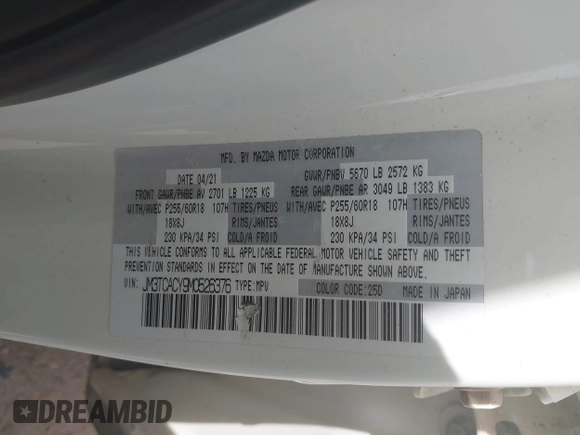 MFG. BY MAZDA MOTOR CORPORATION
DATE 04/21 GVWR/PNBV 5670 LB 2572 KG
FRONT GAWR/PNBE AV 2701 LB 1225 KG REAR GAWR/PNBE AR 3049 LB 1383 KG
WITH/AVEC P255/60R18 107H TIRES/PNEUS WITH/AVEC P255/60R18 107H TIRES/PNEUS
18X8J RIMS/JANTES 18X8J RIMS/JANTES
230 KPA/34 PSI COLD/A FROID 230 KPA/34 PSI COLD/A FROID
THIS VEHICLE CONFORMS TO ALL APPLICABLE FEDERAL MOTOR VEHICLE SAFETY AND THEFT
PREVENTION STANDARDS IN EFFECT ON THE DATE OF MANUFACTURE SHOWN ABOVE.
JM3TCACY9M0526376 TYPE:MPV COLOR CODE:25D MADE IN JAPAN
DREAMBID